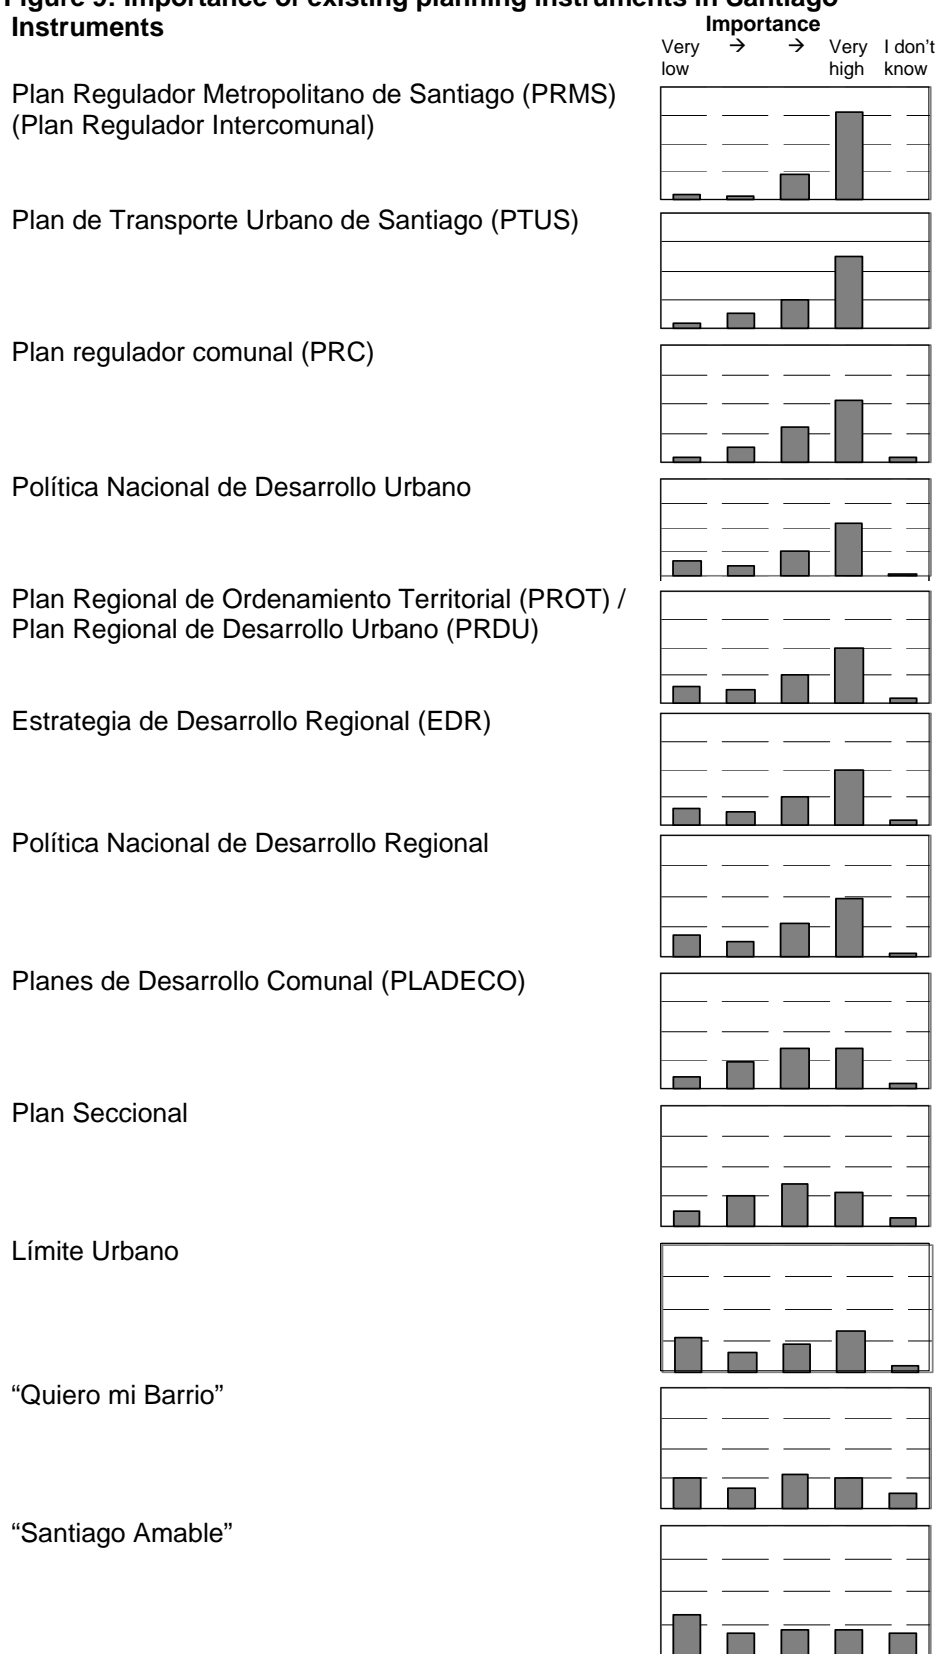 Figure 9: Importance of existing planning instruments in Santiago
Instruments
Importance
Very → → Very I don't
low high know
Plan Regulador Metropolitano de Santiago (PRMS)
(Plan Regulador Intercomunal)
Plan de Transporte Urbano de Santiago (PTUS)
Plan regulador comunal (PRC)
Política Nacional de Desarrollo Urbano
Plan Regional de Ordenamiento Territorial (PROT) /
Plan Regional de Desarrollo Urbano (PRDU)
Estrategia de Desarrollo Regional (EDR)
Política Nacional de Desarrollo Regional
Planes de Desarrollo Comunal (PLADECO)
Plan Seccional
Límite Urbano
“Quiero mi Barrio”
“Santiago Amable”